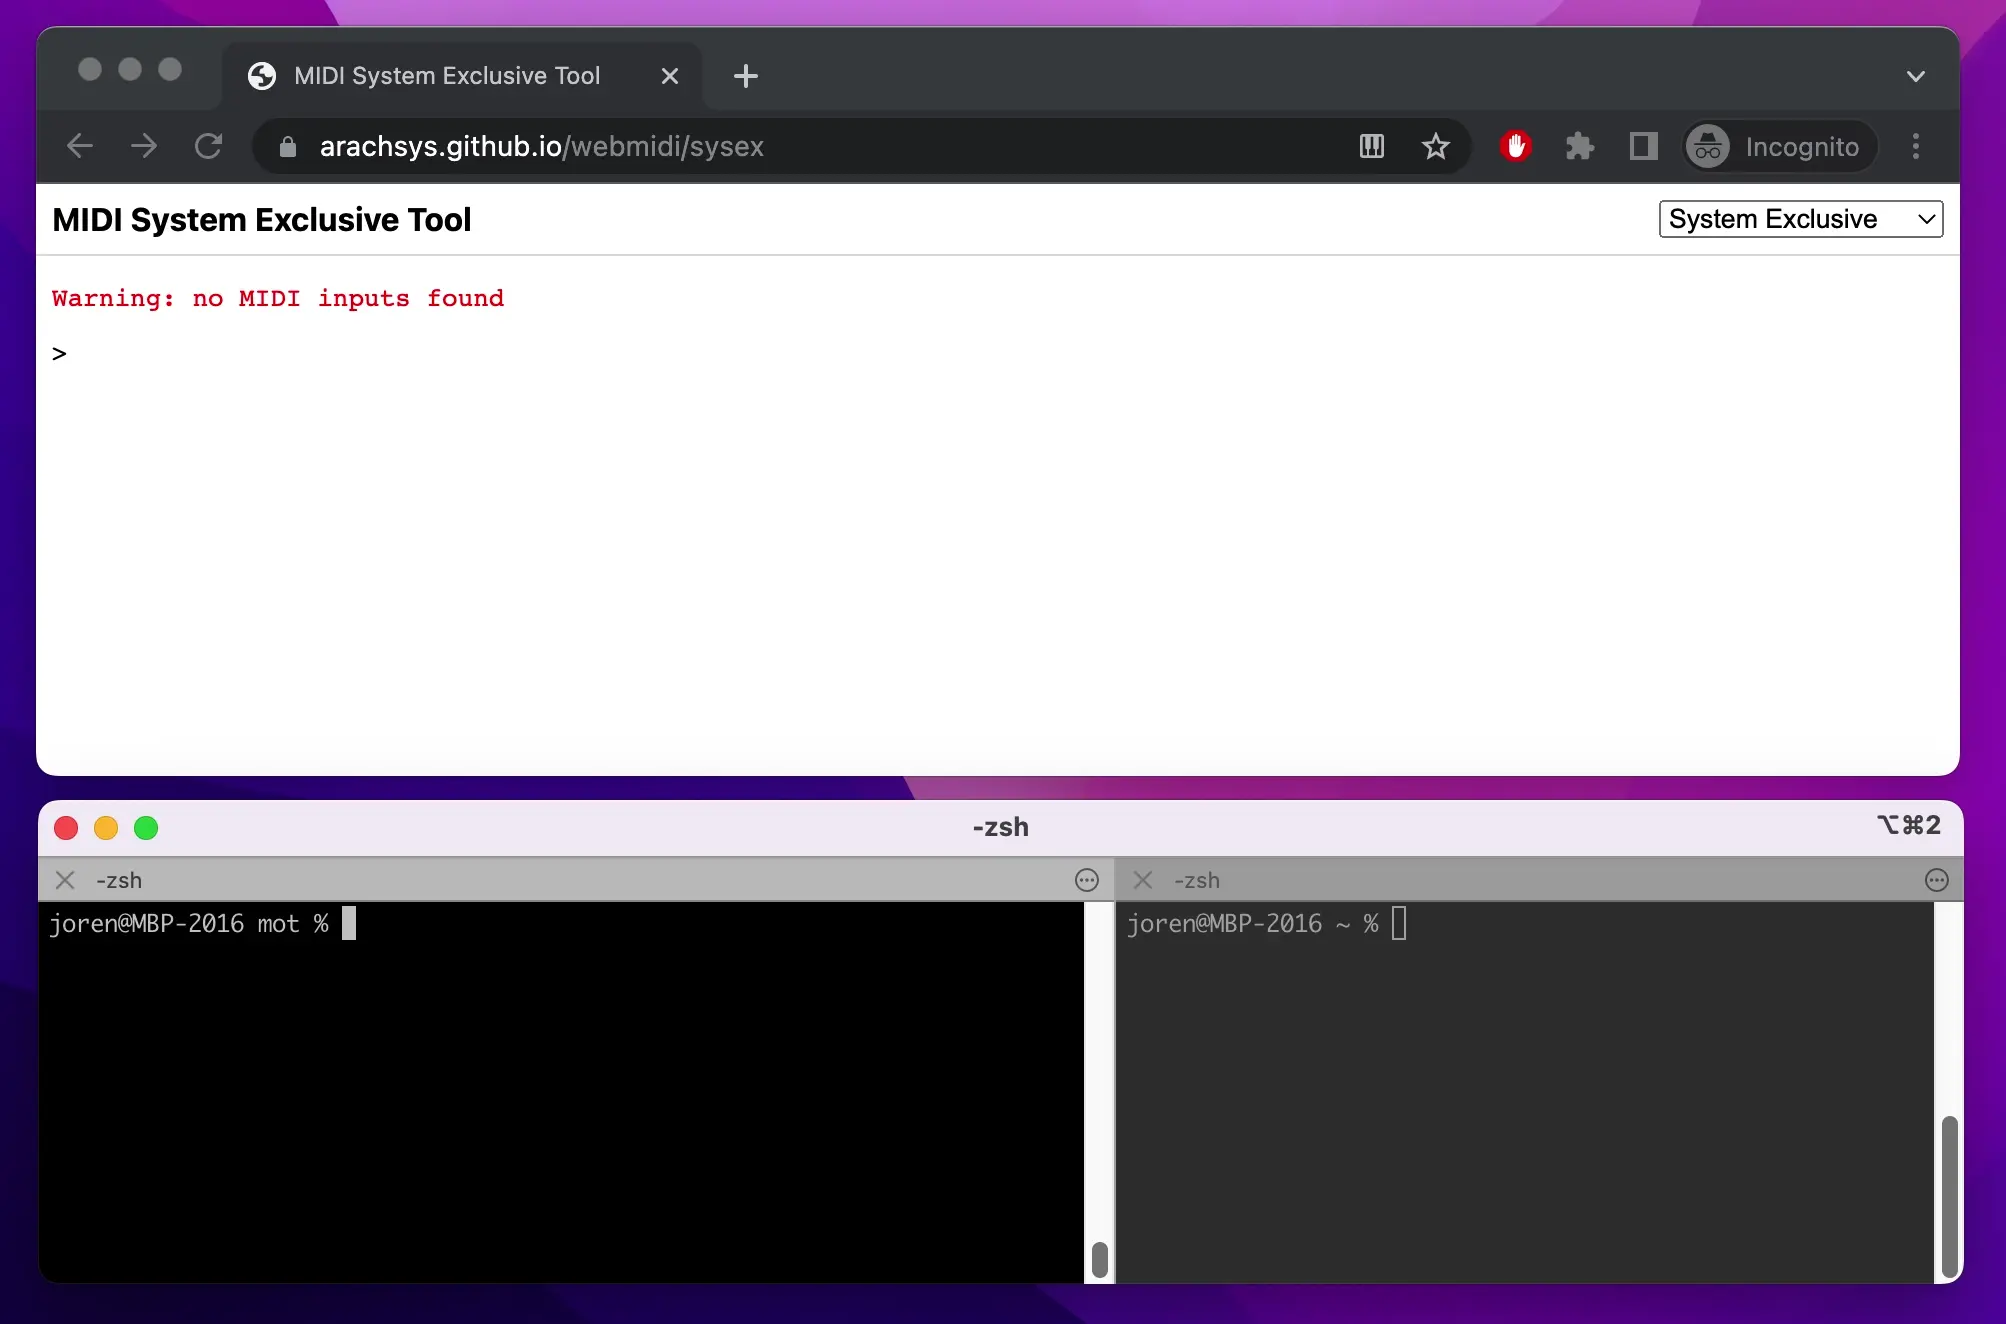 MIDI System Exclusive Tool
arachsys.github.io/webmidi/sysex
Incognito
MIDI System Exclusive Tool
System Exclusive
Warning: no MIDI inputs found
>
-zsh
⌥⌘2
-zsh
-zsh
joren@MBP-2016 mot %
joren@MBP-2016 ~ %